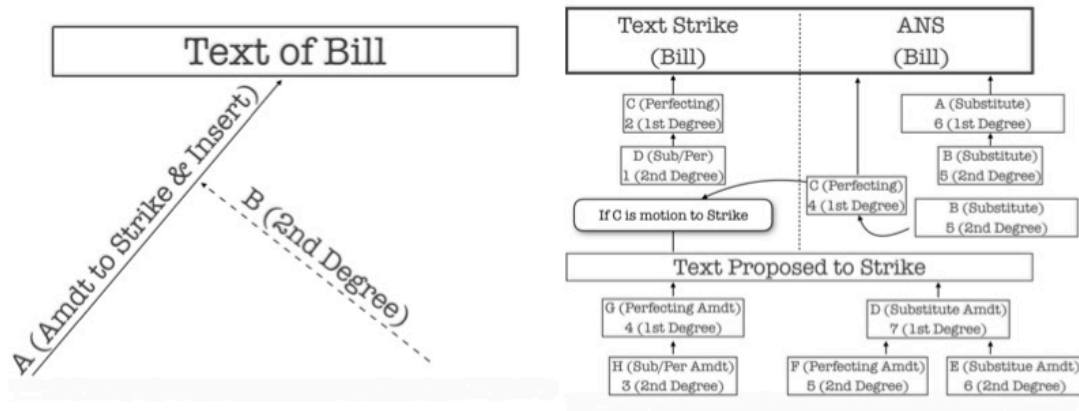 Text of Bill
A (Amdt to Strike & Insert)
B (2nd Degree)
Text Strike
(Bill)
ANS
(Bill)
C (Perfecting)
2 (1st Degree)
A (Substitute)
6 (1st Degree)
D (Sub/Per)
1 (2nd Degree)
B (Substitute)
5 (2nd Degree)
C (Perfecting)
4 (1st Degree)
If C is motion to Strike
B (Substitute)
5 (2nd Degree)
Text Proposed to Strike
G (Perfecting Amdt)
4 (1st Degree)
D (Substitute Amdt)
7 (1st Degree)
H (Sub/Per Amdt)
3 (2nd Degree)
F (Perfecting Amdt)
5 (2nd Degree)
E (Substitue Amdt)
6 (2nd Degree)